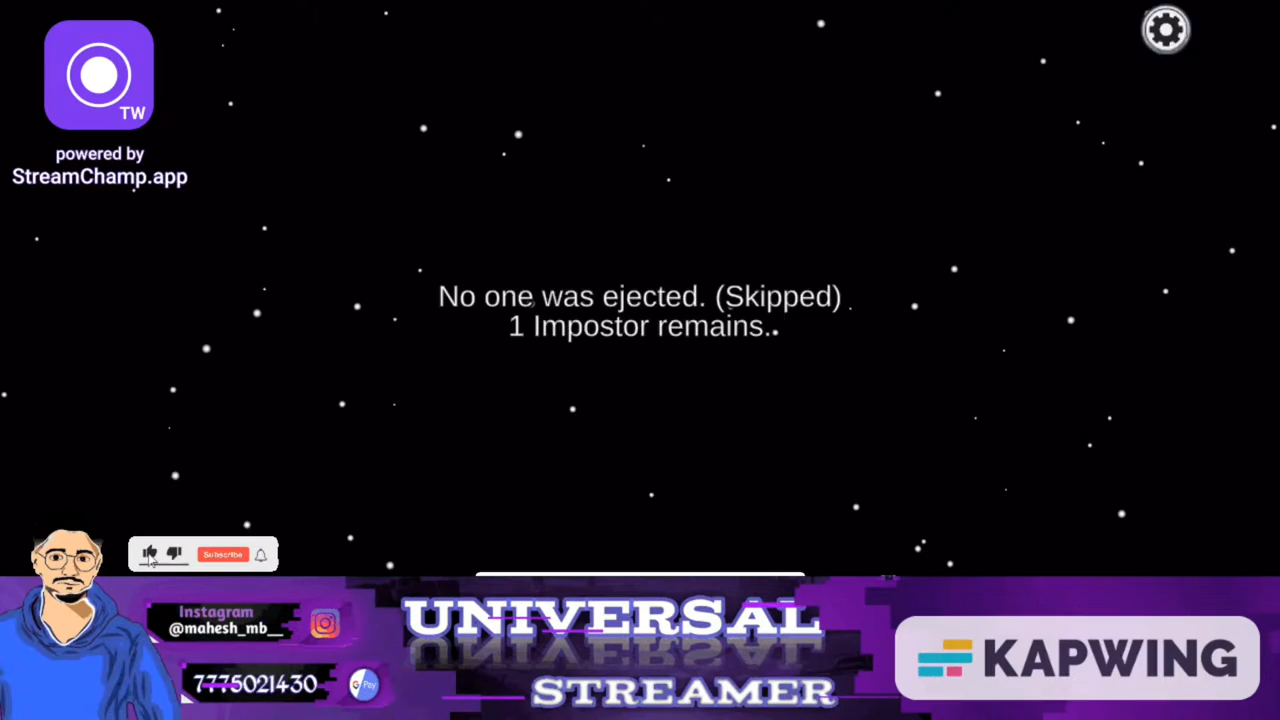 TW
powered by
StreamChamp.app
No one was ejected. (Skipped)
1 Impostor remains.
Subscribe
Instagram
@mahesh_mb__
7775021430
G Pay
UNIVERSAL
STREAMER
KAPWING